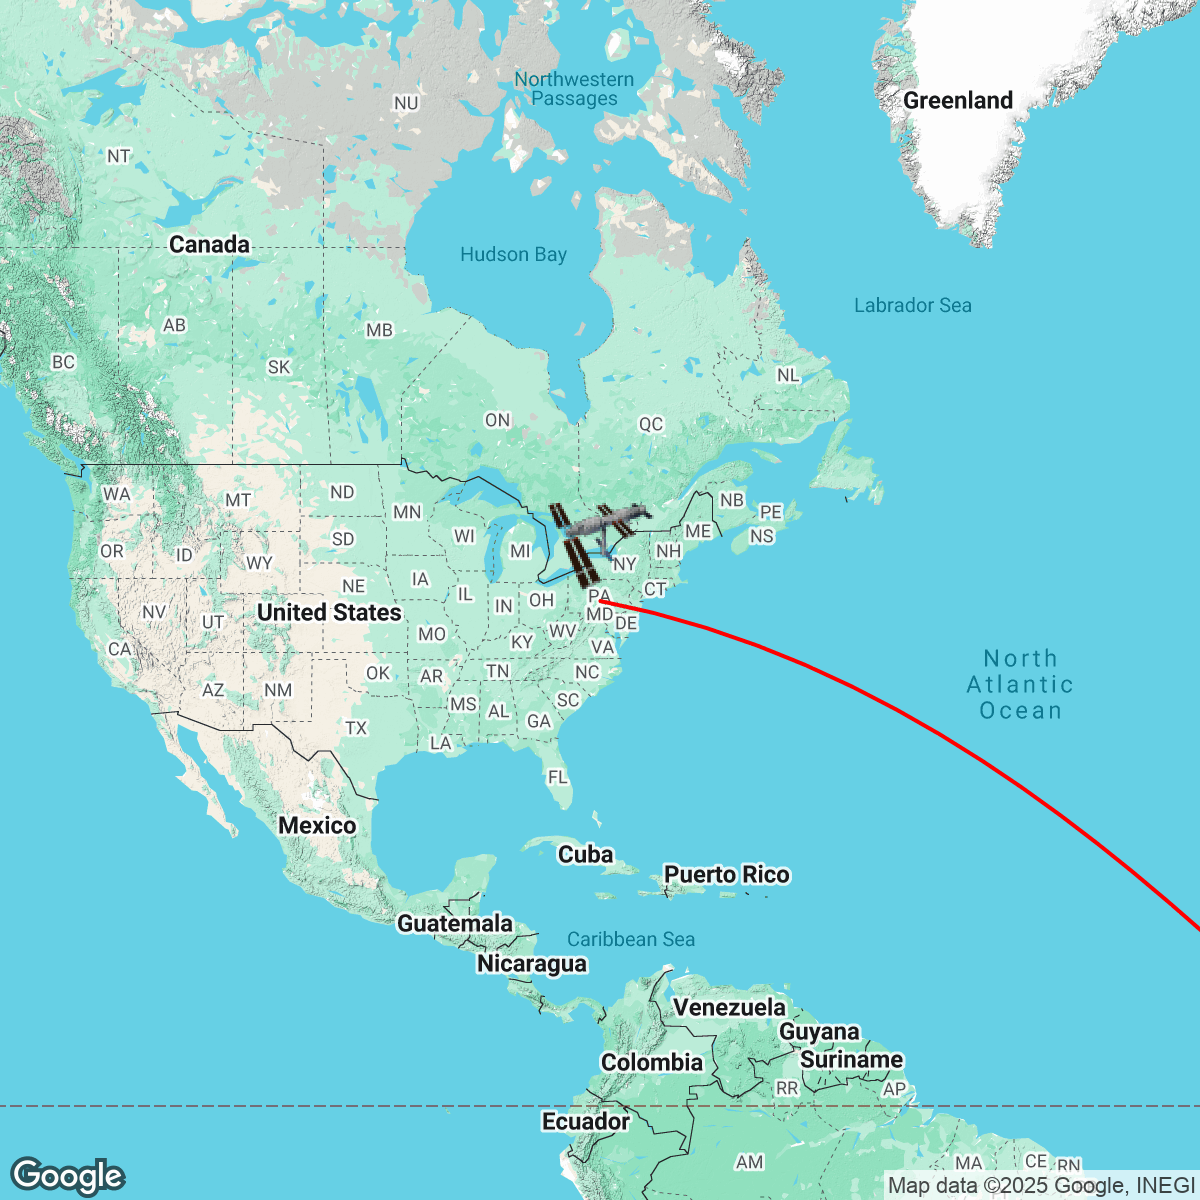 Northwestern
Passages
NU
Greenland
NT
Canada
Hudson Bay
Labrador Sea
AB
MB
BC
SK
NL
ON
QC
WA
MT
ND
NB
MN
PE
ME
WI
SD
NS
OR
ID
MI
NH
WY
NY
IA
NE
CT
IL
PA
OH
IN
NV
United States
MD
UT
DE
WV
MO
KY
CA
VA
North
Atlantic
Ocean
OK
TN
NC
AR
AZ
NM
SC
MS
AL
GA
TX
LA
FL
Mexico
Cuba
Puerto Rico
Guatemala
Caribbean Sea
Nicaragua
Venezuela
Guyana
Suriname
Colombia
RR
AP
Ecuador
AM
MA
CE
RN
Google
Map data ©2025 Google, INEGI